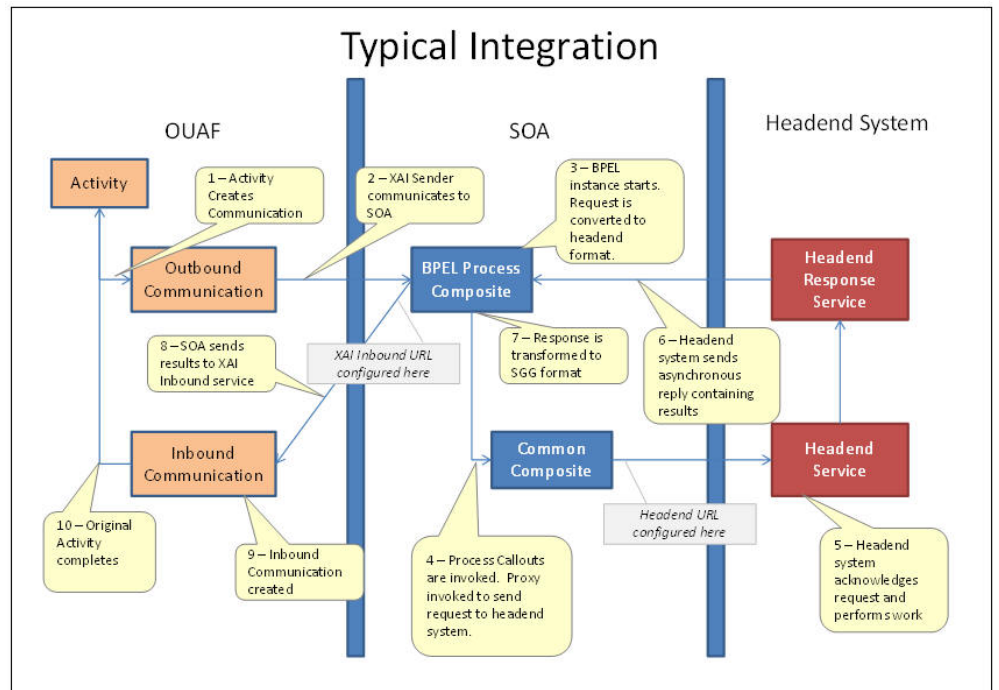 Typical Integration
OUAF
SOA
Headend System
Activity
1 – Activity
Creates
Communication
2 – XAI Sender
communicates to
SOA
3 – BPEL
instance starts.
Request is
converted to
headend
format.
Outbound
Communication
BPEL Process
Composite
Headend
Response
Service
8 – SOA sends
results to XAI
Inbound service
XAI Inbound URL
configured here
7 – Response is
transformed to
SGG format
6 – Headend
system sends
asynchronous
reply containing
results
Inbound
Communication
Common
Composite
Headend
Service
10 – Original
Activity
completes
9 – Inbound
Communication
created
4 – Process Callouts
are invoked.  Proxy
invoked to send
request to headend
system.
Headend URL
configured here
5 – Headend
system
acknowledges
request and
performs work